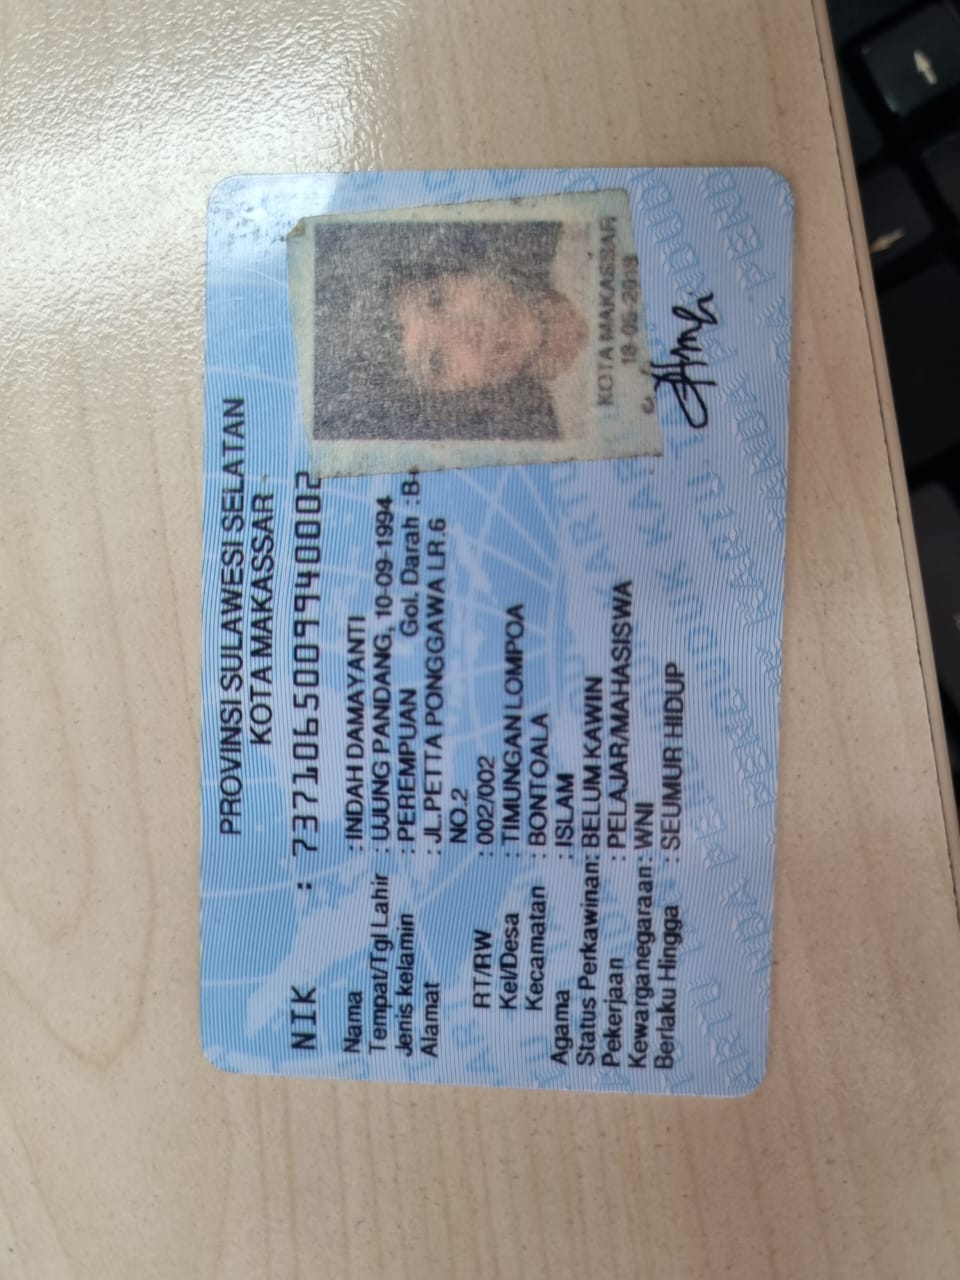 PROVINSI SULAWESI SELATAN
KOTA MAKASSAR
NIK : 7371065009940002
Nama : INDAH DAMAYANTI
Tempat/Tgl Lahir : UJUNG PANDANG, 10-09-1994
Jenis kelamin : PEREMPUAN Gol. Darah : B+
Alamat : JL.PETTA PONGGAWA LR.6
NO.2
RT/RW : 002/002
Kel/Desa : TIMUNGAN LOMPOA
Kecamatan : BONTOALA
Agama : ISLAM
Status Perkawinan: BELUM KAWIN
Pekerjaan : PELAJAR/MAHASISWA
Kewarganegaraan: WNI
Berlaku Hingga : SEUMUR HIDUP
KOTA MAKASSAR